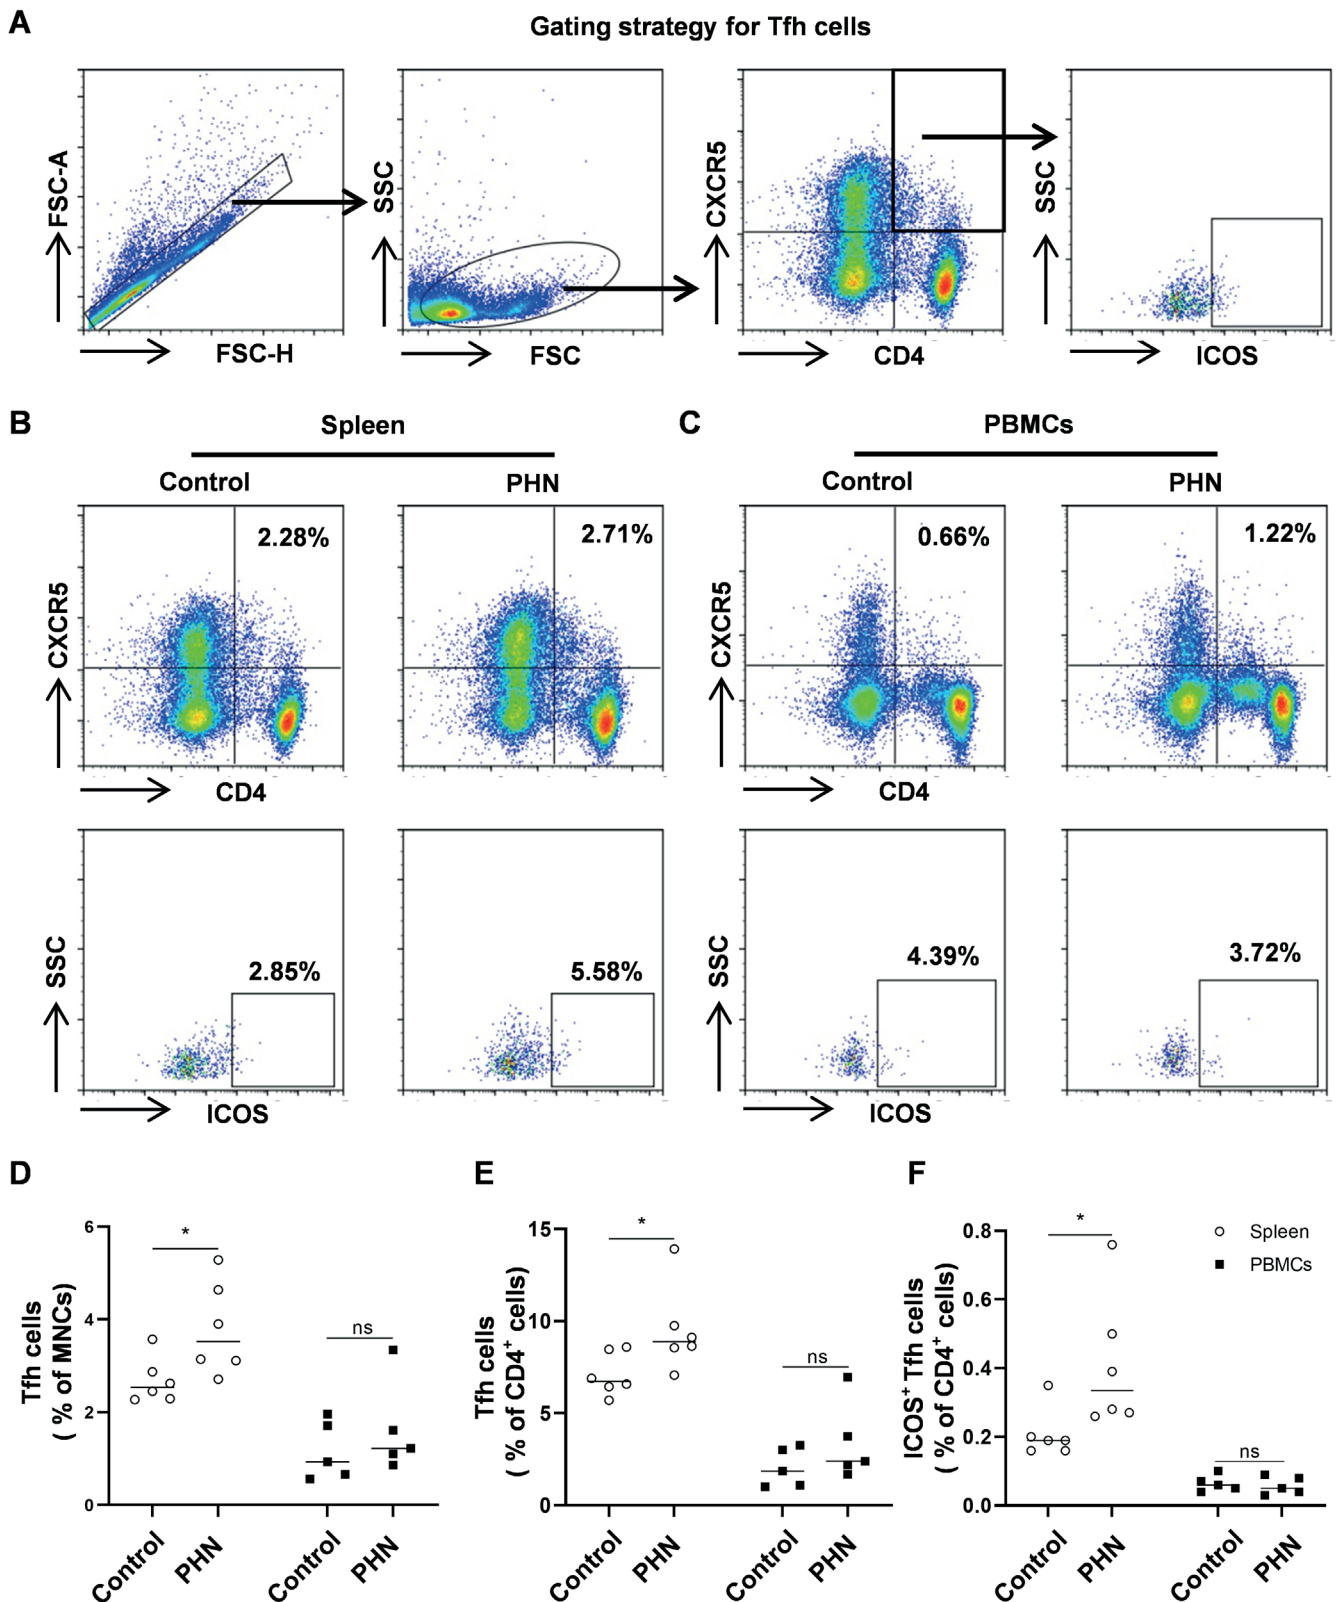 A
Gating strategy for Tfh cells
FSC-A
FSC-H
SSC
FSC
CXCR5
CD4
SSC
ICOS
B
Spleen
Control
PHN
CXCR5
2.28%
2.71%
CD4
SSC
2.85%
5.58%
ICOS
C
PBMCs
Control
PHN
CXCR5
0.66%
1.22%
CD4
SSC
4.39%
3.72%
ICOS
D
Tfh cells
( % of MNCs)
6
4
2
0
*
ns
Control
PHN
Control
PHN
E
Tfh cells
( % of CD4⁺ cells)
15
10
5
0
*
ns
Control
PHN
Control
PHN
F
ICOS⁺ Tfh cells
( % of CD4⁺ cells)
0.8
0.6
0.4
0.2
0.0
*
ns
Spleen
PBMCs
Control
PHN
Control
PHN